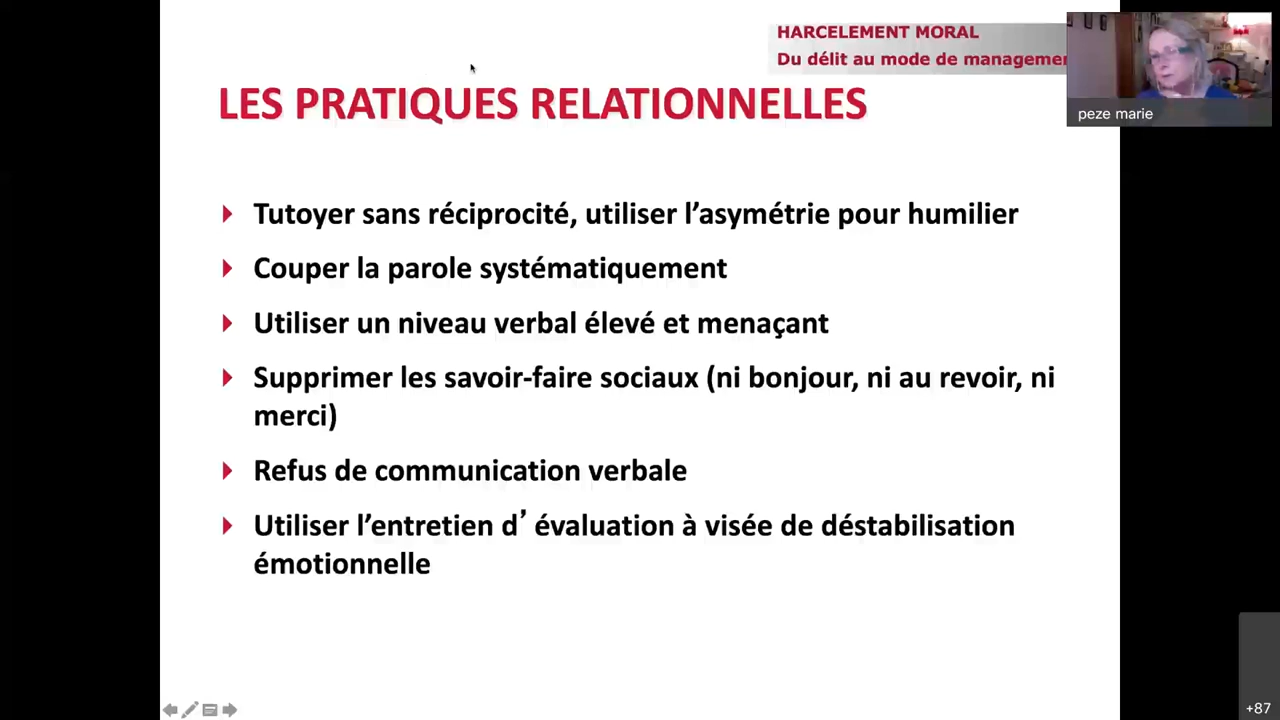 HARCELEMENT MORAL
Du délit au mode de managemen
peze marie
LES PRATIQUES RELATIONNELLES
Tutoyer sans réciprocité, utiliser l’asymétrie pour humilier
Couper la parole systématiquement
Utiliser un niveau verbal élevé et menaçant
Supprimer les savoir-faire sociaux (ni bonjour, ni au revoir, ni
merci)
Refus de communication verbale
Utiliser l’entretien d’ évaluation à visée de déstabilisation
émotionnelle
+87